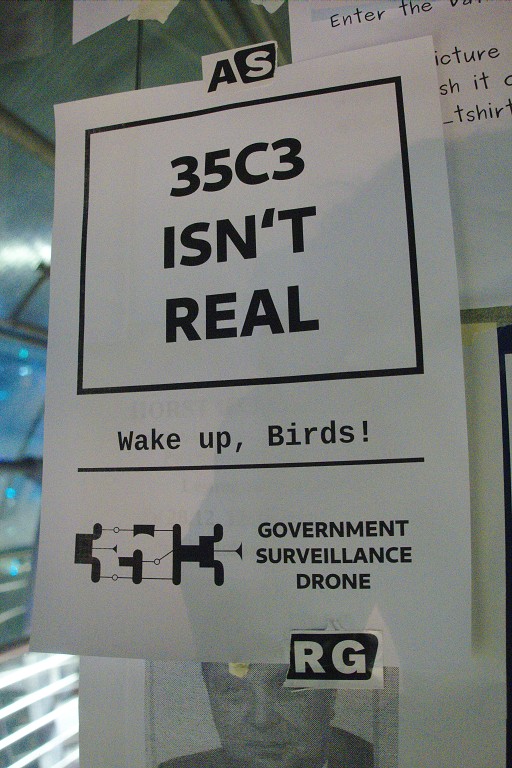 Enter the
icture
sh it
_tshirt
AS
35C3
ISN‘T
REAL
Wake up, Birds!
GOVERNMENT
SURVEILLANCE
DRONE
RG